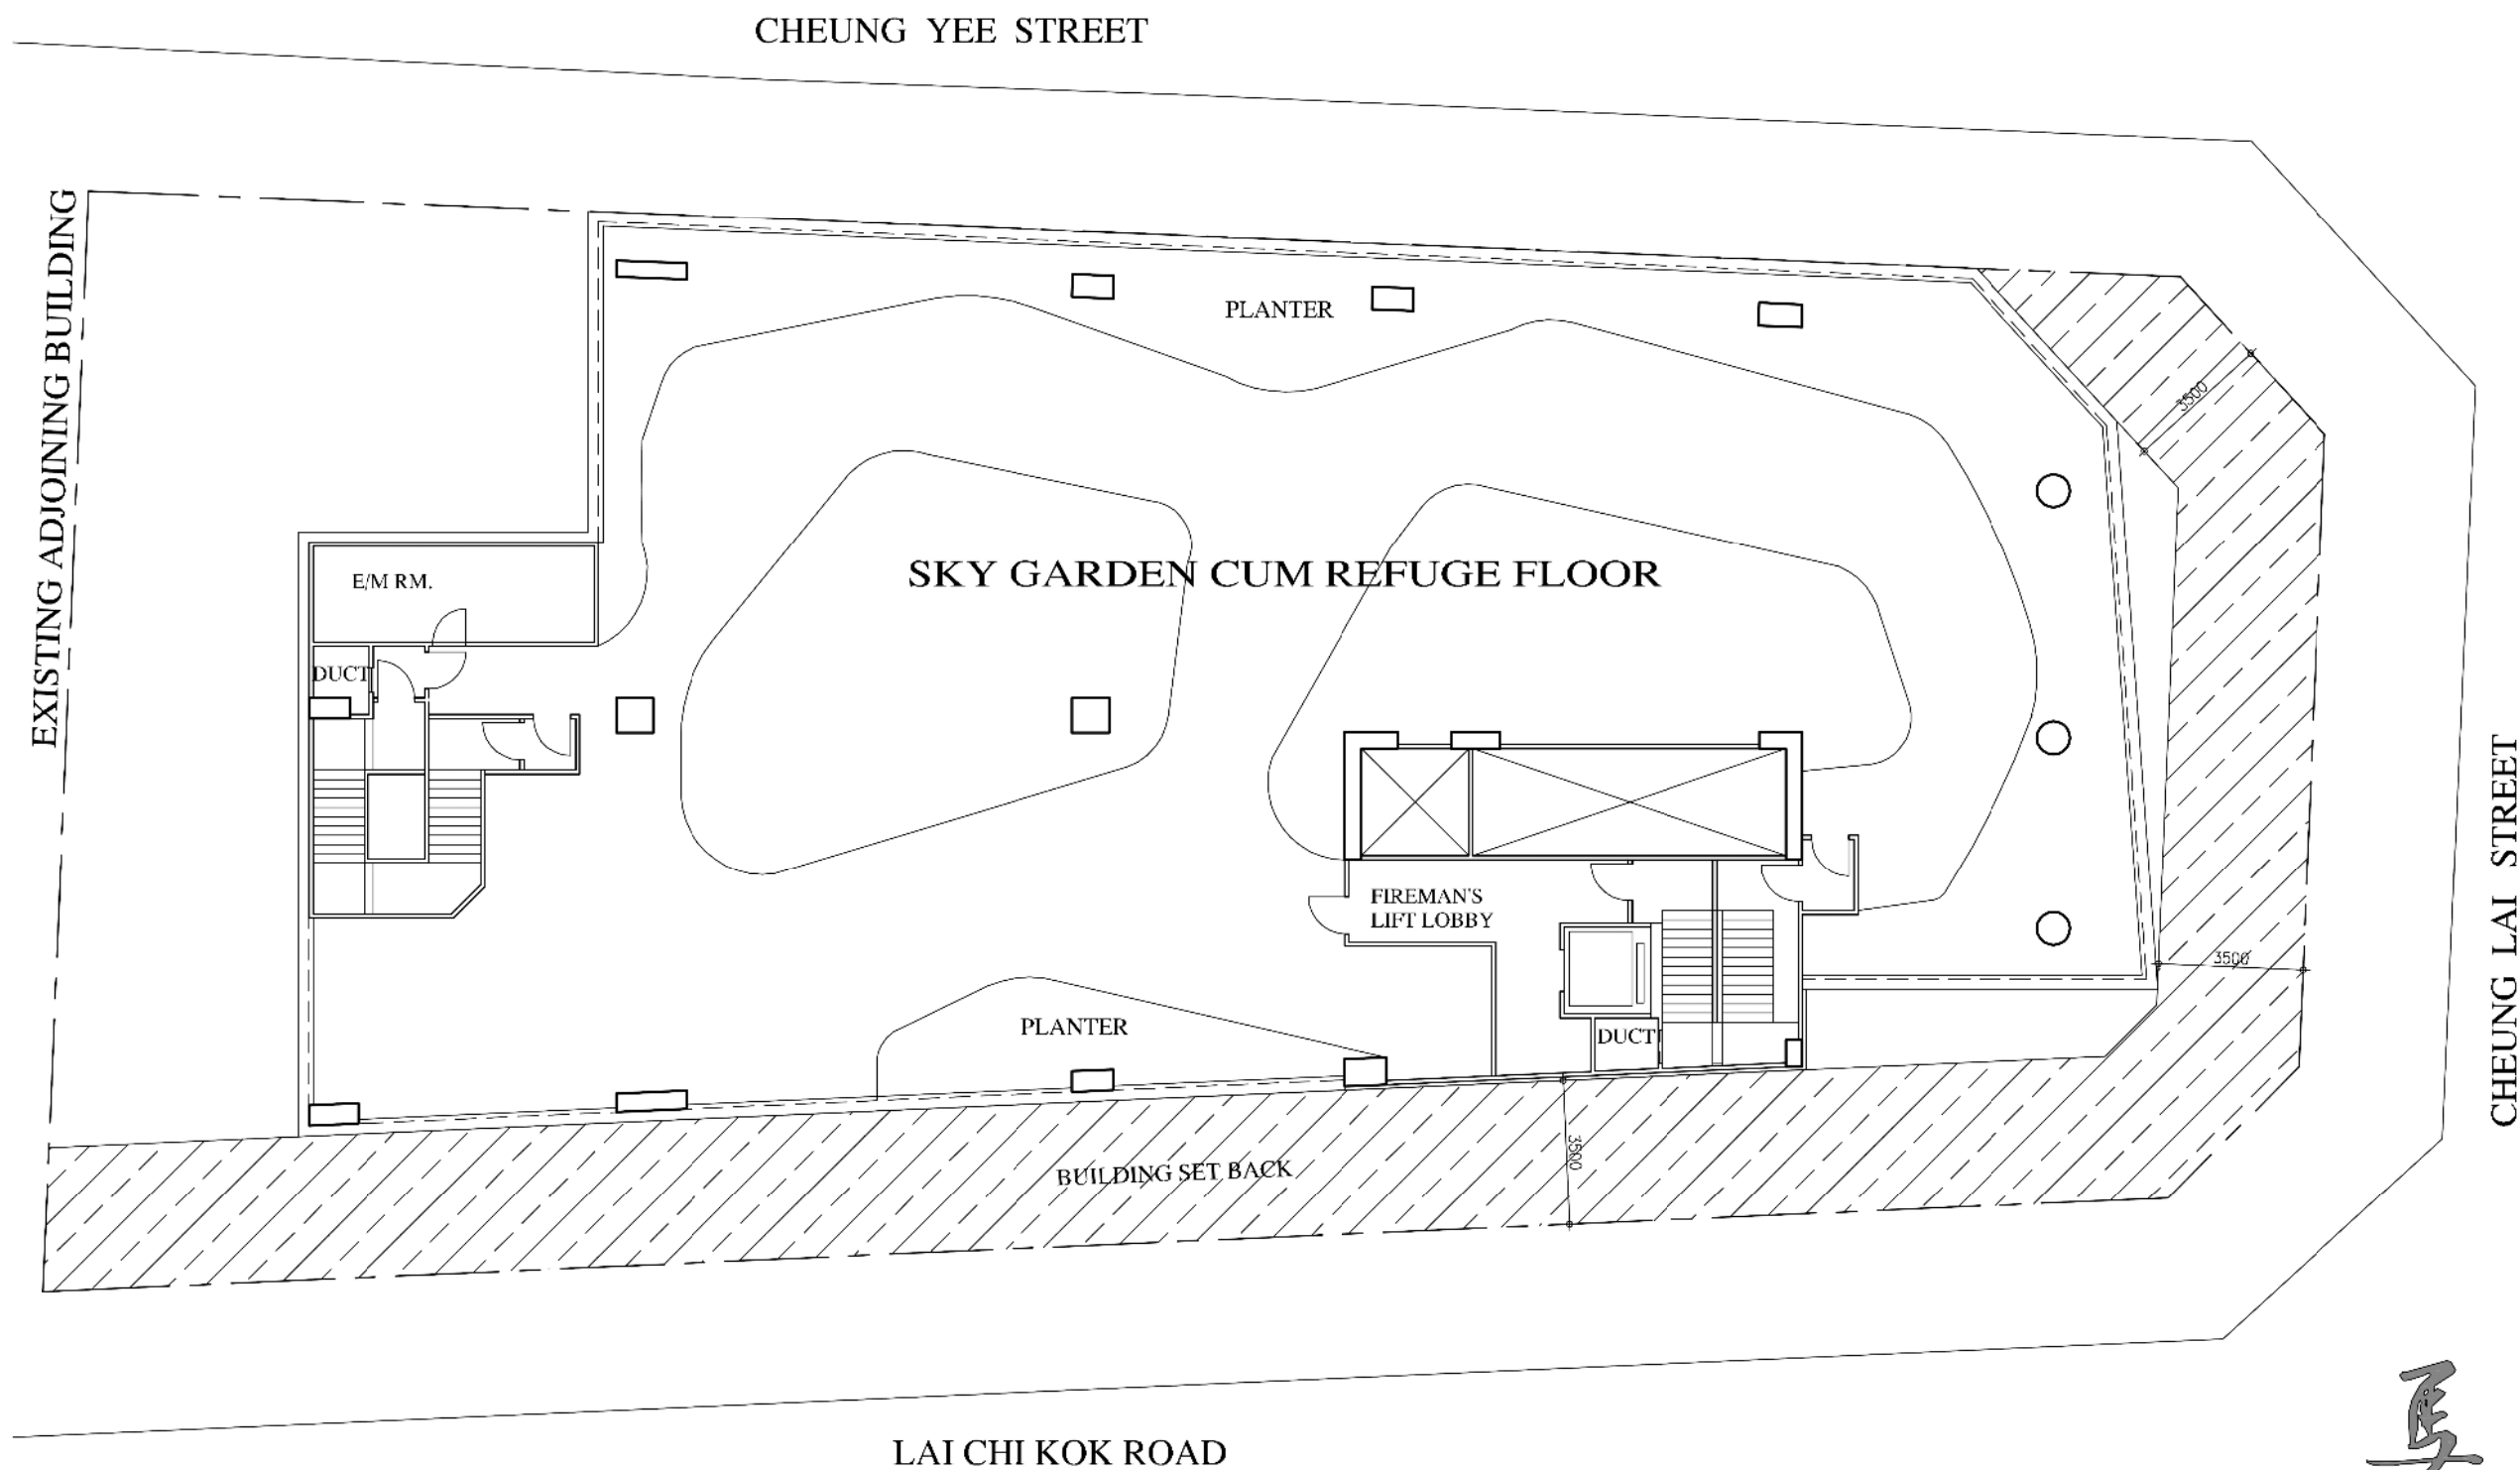 CHEUNG YEE STREET
EXISTING ADJOINING BUILDING
PLANTER
3500
SKY GARDEN CUM REFUGE FLOOR
E/M RM.
DUCT
FIREMAN'S
LIFT LOBBY
3500
CHEUNG LAI STREET
PLANTER
DUCT
3500
BUILDING SET BACK
LAI CHI KOK ROAD